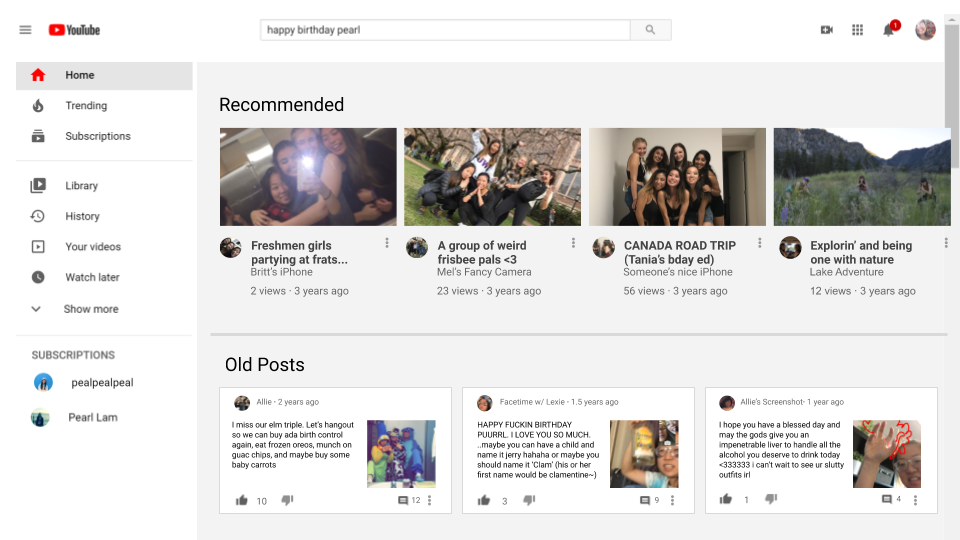 YouTube
happy birthday pearl
1
Home
Trending
Subscriptions
Library
History
Your videos
Watch later
Show more
SUBSCRIPTIONS
pealpealpeal
Pearl Lam
Recommended
Freshmen girls
partying at frats...
Britt's iPhone
2 views · 3 years ago
A group of weird
frisbee pals <3
Mel's Fancy Camera
23 views · 3 years ago
CANADA ROAD TRIP
(Tania's bday ed)
Someone's nice iPhone
56 views · 3 years ago
Explorin' and being
one with nature
Lake Adventure
12 views · 3 years ago
Old Posts
Allie · 2 years ago
I miss our elm triple. Let's hangout
so we can buy ada birth control
again, eat frozen oreos, munch on
guac chips, and maybe buy some
baby carrots
10
12
Facetime w/ Lexie · 1.5 years ago
HAPPY FUCKIN BIRTHDAY
PUURRL. I LOVE YOU SO MUCH.
..maybe you can have a child and
name it jerry hahaha or maybe you
should name it 'Clam' (his or her
first name would be clamentine~)
3
9
Allie's Screenshot· 1 year ago
I hope you have a blessed day and
may the gods give you an
impenetrable liver to handle all the
alcohol you deserve to drink today
<333333 i can't wait to see ur slutty
outfits irl
1
4